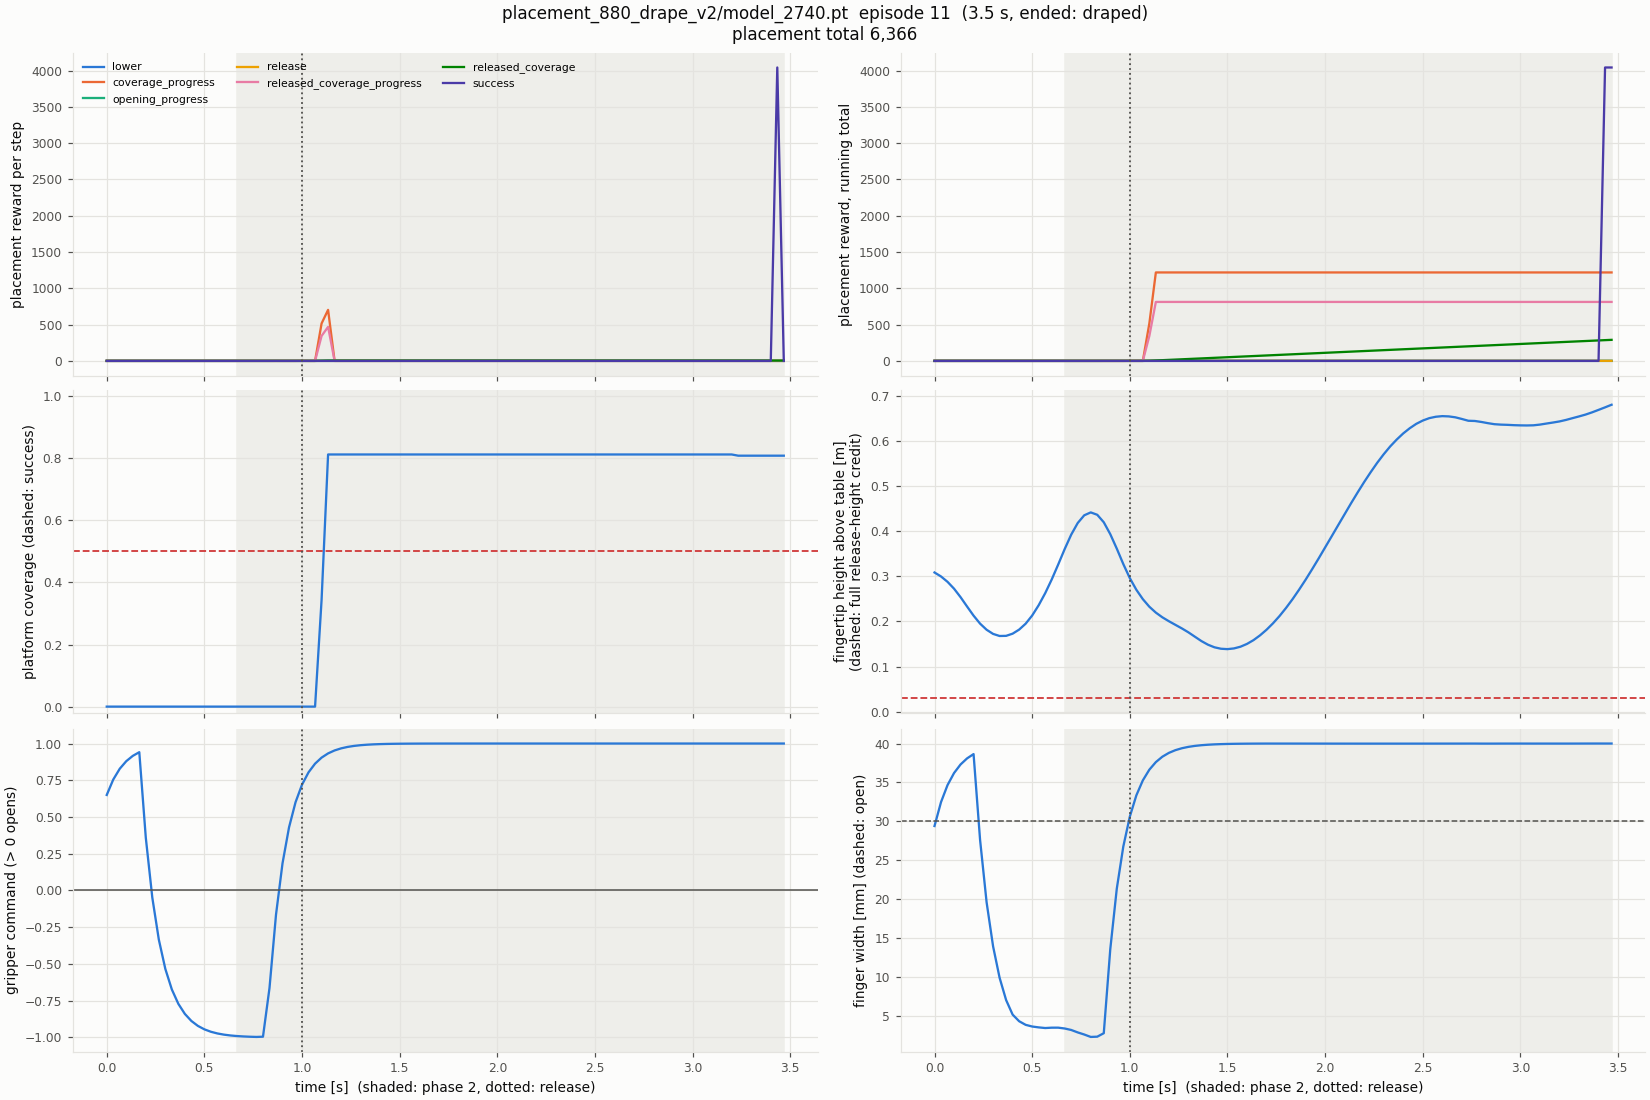 placement_880_drape_v2/model_2740.pt  episode 11  (3.5 s, ended: draped)
placement total 6,366
placement reward per step
4000
3500
3000
2500
2000
1500
1000
500
0
lower
coverage_progress
opening_progress
release
released_coverage_progress
released_coverage
success
placement reward, running total
4000
3500
3000
2500
2000
1500
1000
500
0
platform coverage (dashed: success)
1.0
0.8
0.6
0.4
0.2
0.0
fingertip height above table [m]
(dashed: full release-height credit)
0.7
0.6
0.5
0.4
0.3
0.2
0.1
0.0
gripper command (> 0 opens)
1.00
0.75
0.50
0.25
0.00
−0.25
−0.50
−0.75
−1.00
0.0 0.5 1.0 1.5 2.0 2.5 3.0 3.5
time [s]  (shaded: phase 2, dotted: release)
finger width [mm] (dashed: open)
40
35
30
25
20
15
10
5
0.0 0.5 1.0 1.5 2.0 2.5 3.0 3.5
time [s]  (shaded: phase 2, dotted: release)